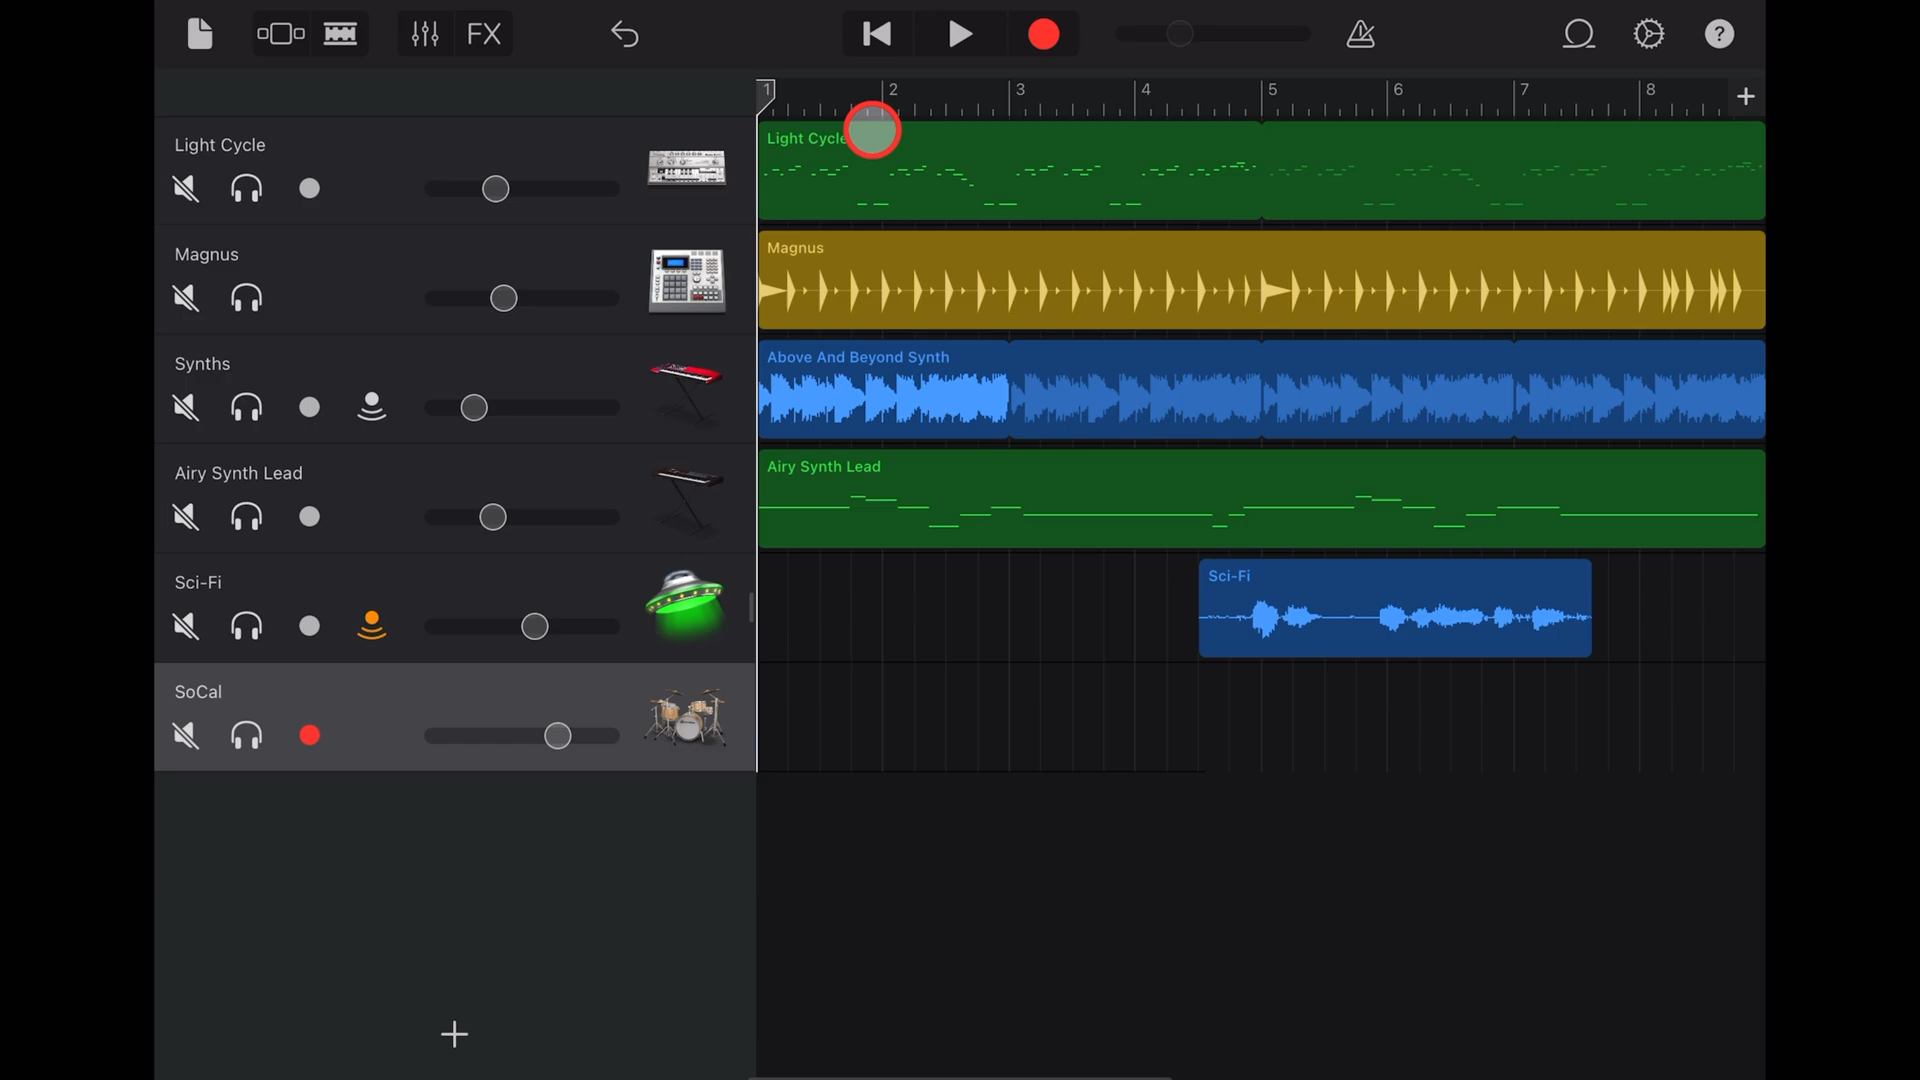 FX
?
1 2 3 4 5 6 7 8
Light Cycle
Light Cycle
Magnus
Magnus
Synths
Above And Beyond Synth
Airy Synth Lead
Airy Synth Lead
Sci-Fi
Sci-Fi
SoCal